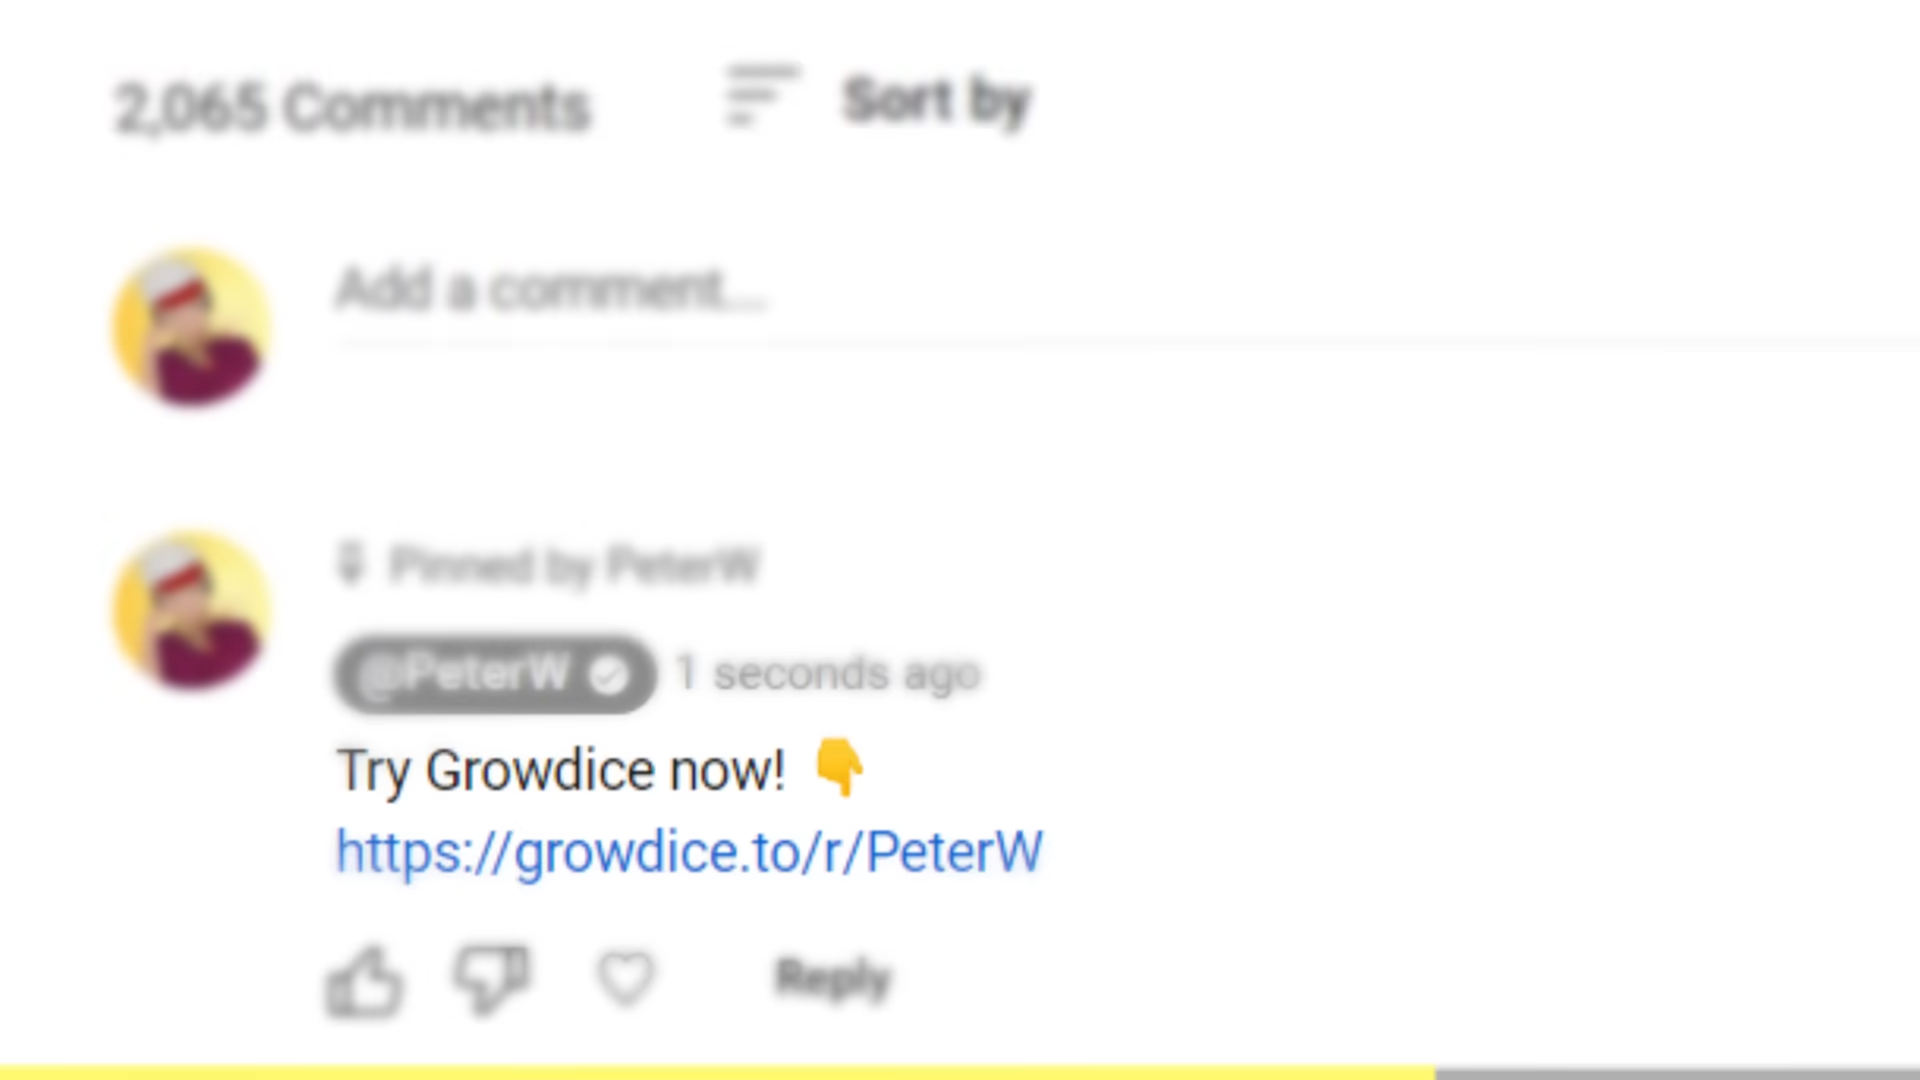 2,065 Comments
Sort by
Add a comment...
Pinned by PeterW
@PeterW
1 seconds ago
Try Growdice now! 👇
https://growdice.to/r/PeterW
Reply